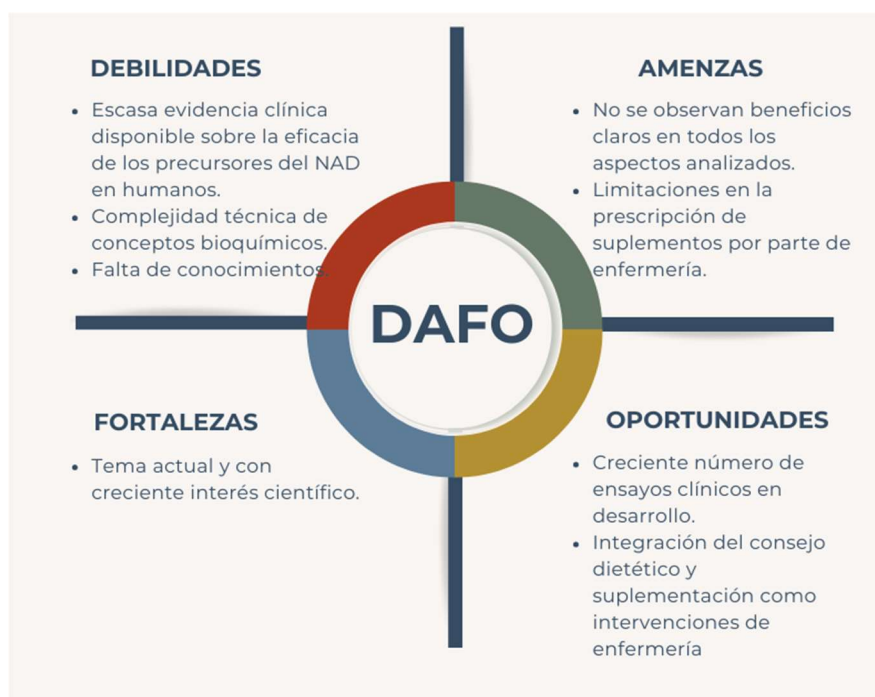 DEBILIDADES
• Escasa evidencia clínica
disponible sobre la eficacia
de los precursores del NAD
en humanos.
• Complejidad técnica de
conceptos bioquímicos.
• Falta de conocimientos.
AMENZAS
• No se observan beneficios
claros en todos los
aspectos analizados.
• Limitaciones en la
prescripción de
suplementos por parte de
enfermería.
DAFO
FORTALEZAS
• Tema actual y con
creciente interés científico.
OPORTUNIDADES
• Creciente número de
ensayos clínicos en
desarrollo.
• Integración del consejo
dietético y
suplementación como
intervenciones de
enfermería